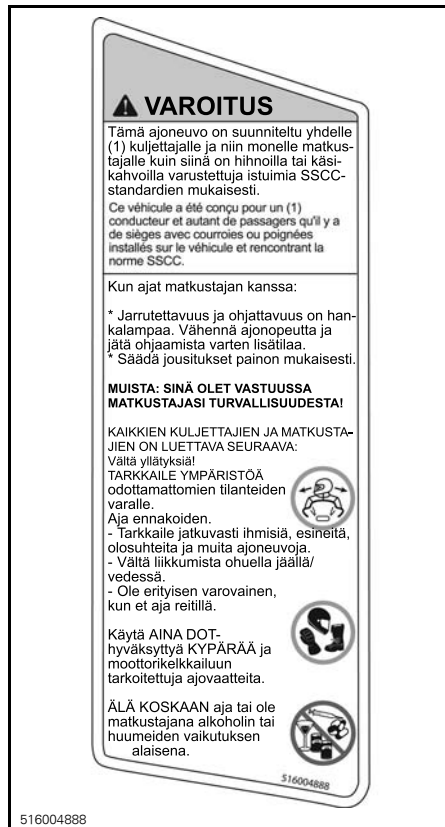 VAROITUS
Tämä ajoneuvo on suunniteltu yhdelle
(1) kuljettajalle ja niin monelle matkus-
tajalle kuin siinä on hihnoilla tai käsi-
kahvoilla varustettuja istuimia SSCC-
standardien mukaisesti.
Ce véhicule a été conçu pour un (1)
conducteur et autant de passagers qu'il y a
de sièges avec courroies ou poignées
installés sur le véhicule et rencontrant la
norme SSCC.
Kun ajat matkustajan kanssa:
* Jarrutettavuus ja ohjattavuus on han-
kalampaa. Vähennä ajonopeutta ja
jätä ohjaamista varten lisätilaa.
* Säädä jousitukset painon mukaisesti.
MUISTA: SINÄ OLET VASTUUSSA
MATKUSTAJASI TURVALLISUUDESTA!
KAIKKIEN KULJETTAJIEN JA MATKUSTA-
JIEN ON LUETTAVA SEURAAVA:
Vältä yllätyksiä!
TARKKAILE YMPÄRISTÖÄ
odottamattomien tilanteiden
varalle.
Aja ennakoiden.
- Tarkkaile jatkuvasti ihmisiä, esineitä,
olosuhteita ja muita ajoneuvoja.
- Vältä liikkumista ohuella jäällä/
vedessä.
- Ole erityisen varovainen,
kun et aja reitillä.
Käytä AINA DOT-
hyväksyttyä KYPÄRÄÄ ja
moottorikelkkailuun
tarkoitettuja ajovaatteita.
ÄLÄ KOSKAAN aja tai ole
matkustajana alkoholin tai
huumeiden vaikutuksen
alaisena.
516004888
516004888